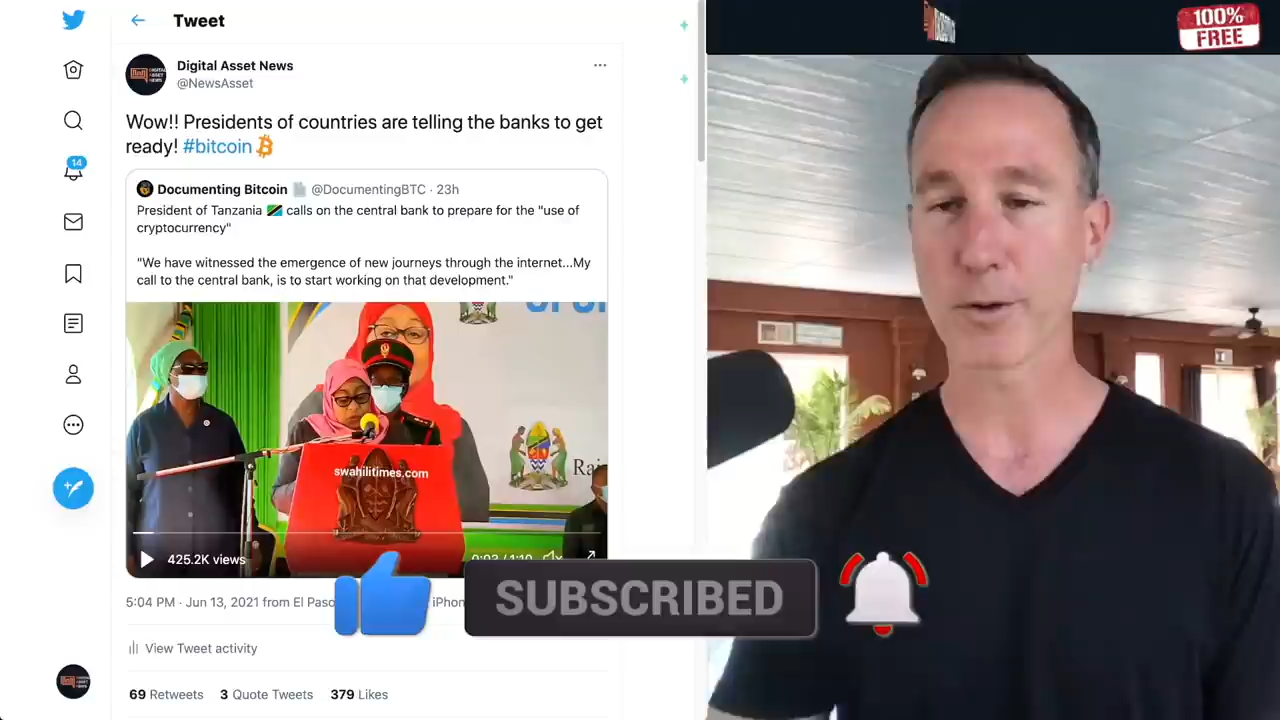 Tweet
Digital Asset News
@NewsAsset
Wow!! Presidents of countries are telling the banks to get
ready! #bitcoin
Documenting Bitcoin @DocumentingBTC · 23h
President of Tanzania calls on the central bank to prepare for the "use of
cryptocurrency"
"We have witnessed the emergence of new journeys through the internet...My
call to the central bank, is to start working on that development."
swahilitimes.com
425.2K views
5:04 PM · Jun 13, 2021 from El Paso
View Tweet activity
69 Retweets 3 Quote Tweets 379 Likes
14
SUBSCRIBED
100%
FREE